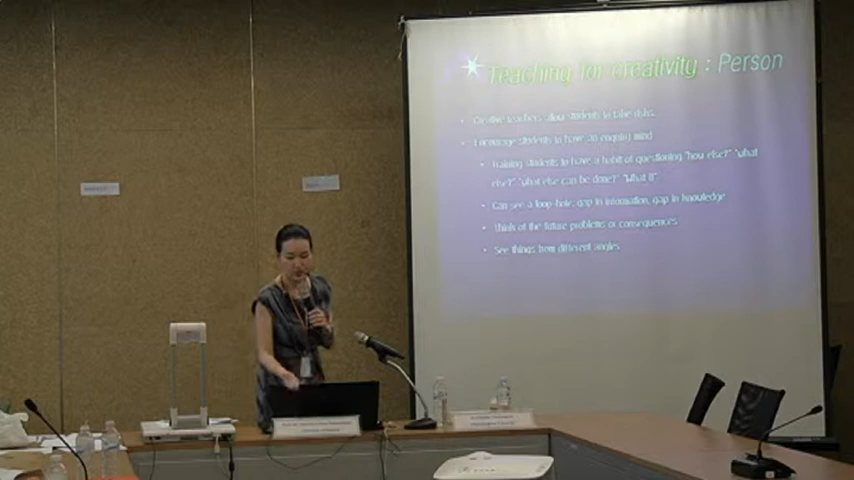 Teaching for creativity : Person
Creative teachers allow students to take risks.
Encourage students to have an enquiry mind
Training students to have a habit of questioning "how else?" "what
else?" "what else can be done?" "what if"
Can see a loop-hole, gap in information, gap in knowledge
Think of the future problems or consequences
See things from different angles